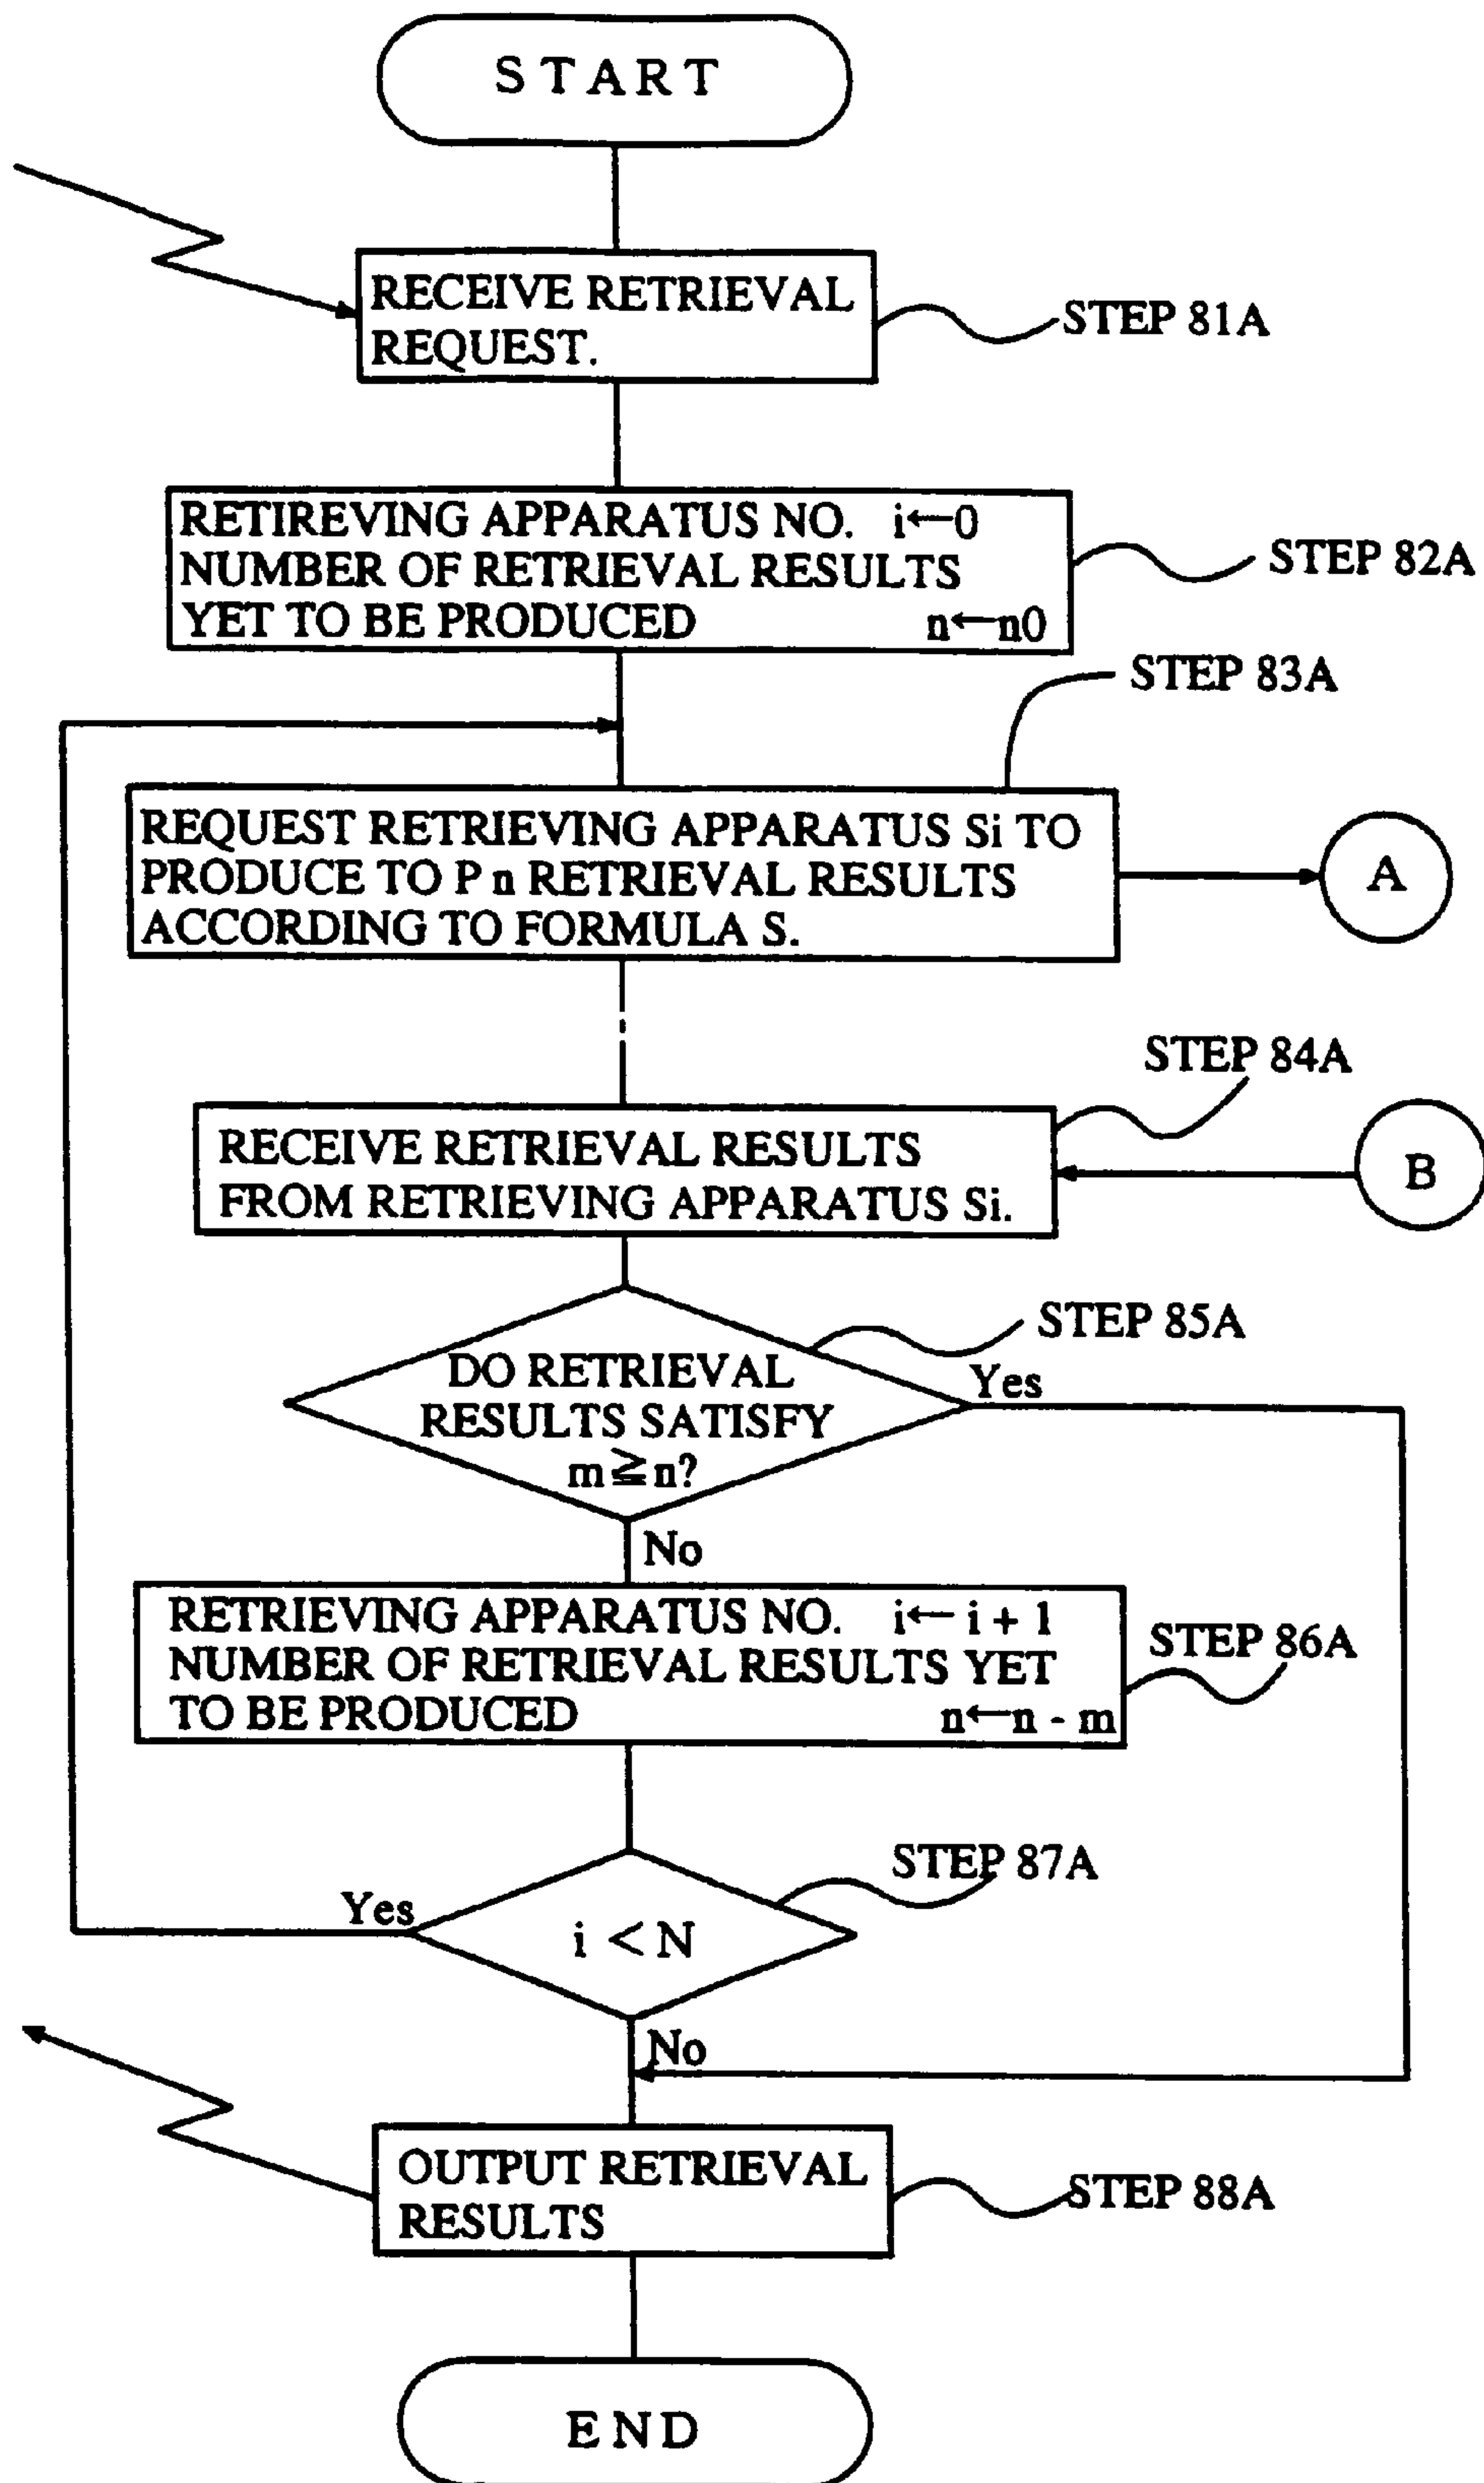 START
RECEIVE RETRIEVAL
REQUEST.
STEP 81A
RETIREVING APPARATUS NO. i←0
NUMBER OF RETRIEVAL RESULTS
YET TO BE PRODUCED n←n0
STEP 82A
STEP 83A
REQUEST RETRIEVING APPARATUS Si TO
PRODUCE TO P n RETRIEVAL RESULTS
ACCORDING TO FORMULA S.
A
STEP 84A
RECEIVE RETRIEVAL RESULTS
FROM RETRIEVING APPARATUS Si.
B
STEP 85A
DO RETRIEVAL
RESULTS SATISFY
m≧n?
Yes
No
RETRIEVING APPARATUS NO. i← i + 1
NUMBER OF RETRIEVAL RESULTS YET
TO BE PRODUCED n←n - m
STEP 86A
STEP 87A
Yes
i < N
No
OUTPUT RETRIEVAL
RESULTS
STEP 88A
END